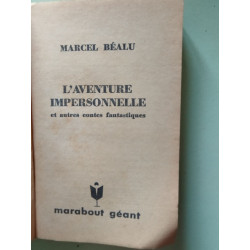 MARCEL BÉALU
L'AVENTURE
IMPERSONNELLE
et autres contes fantastiques
marabout géant